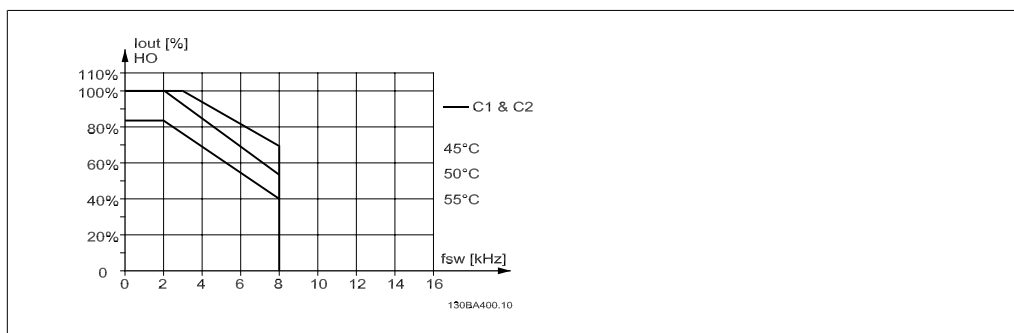 Iout [%]
HO
110%
100%
80%
60%
40%
20%
0
0 2 4 6 8 10 12 14 16
fsw [kHz]
C1 & C2
45°C
50°C
55°C
130BA400.10